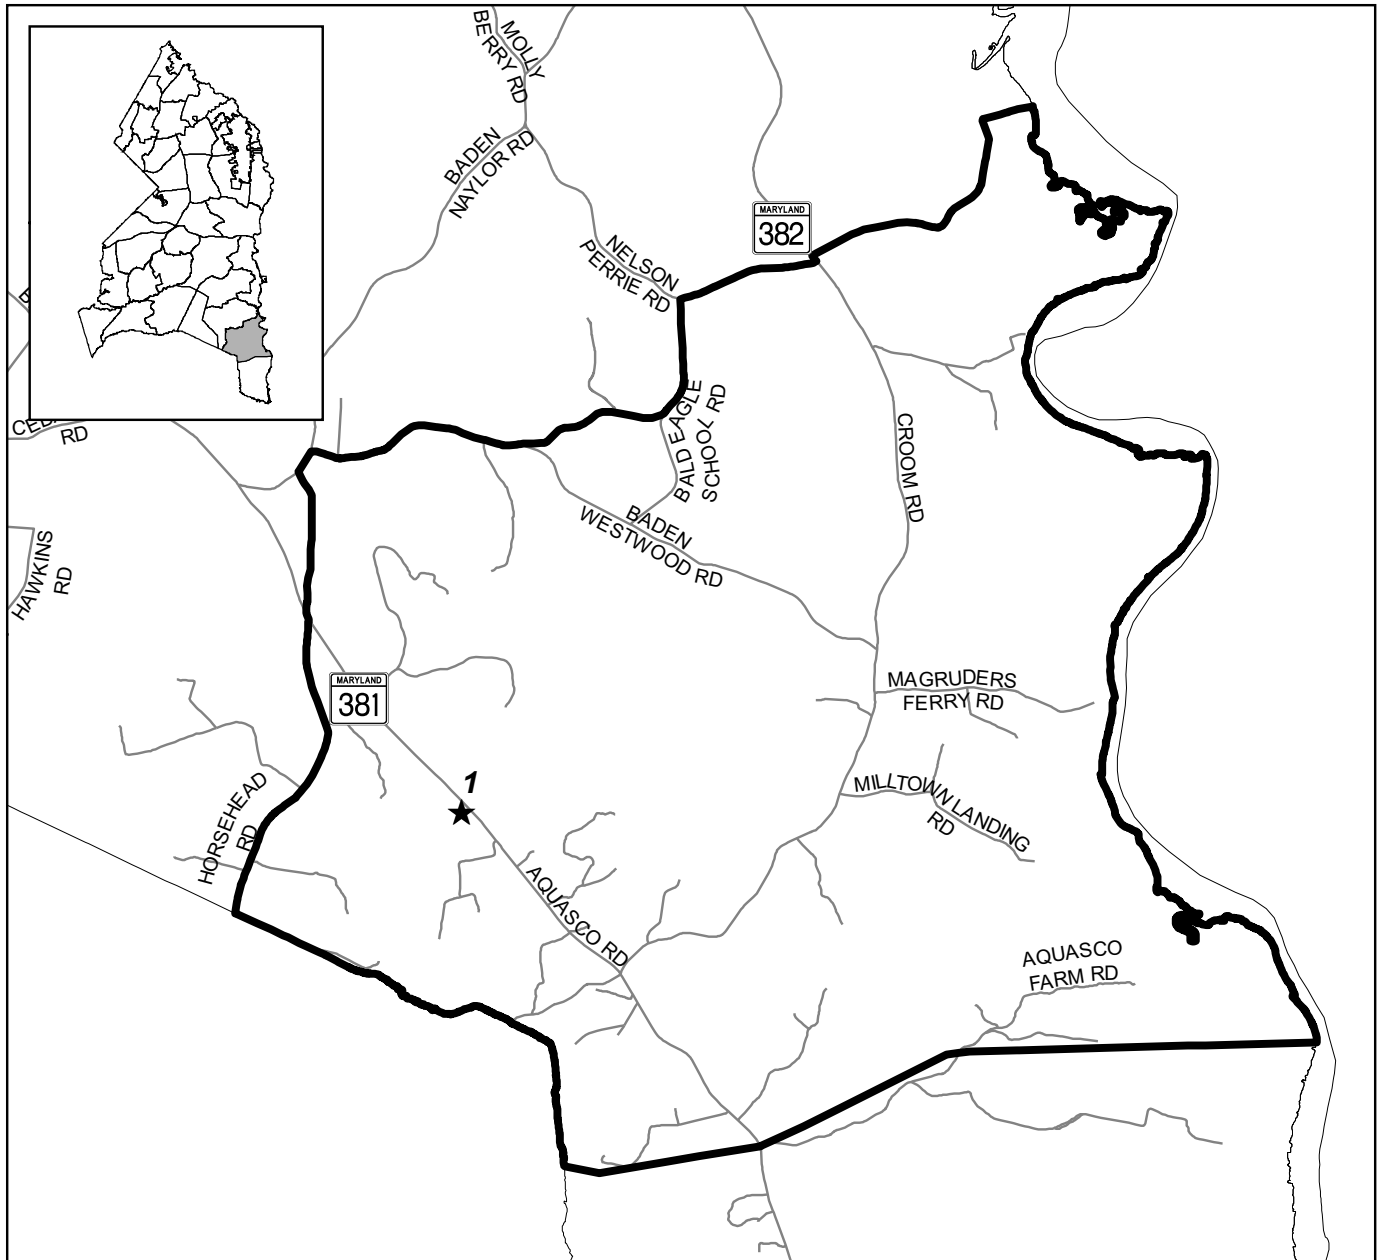 MOLLY
BERRY RD
BADEN
NAYLOR RD
MARYLAND
382
NELSON
PERRIE RD
RD
BALD EAGLE
SCHOOL RD
CROOM RD
BADEN
WESTWOOD RD
HAWKINS
RD
MARYLAND
381
MAGRUDERS
FERRY RD
1
HORSEHEAD
RD
MILLTOWN LANDING
RD
AQUASCO RD
AQUASCO
FARM RD